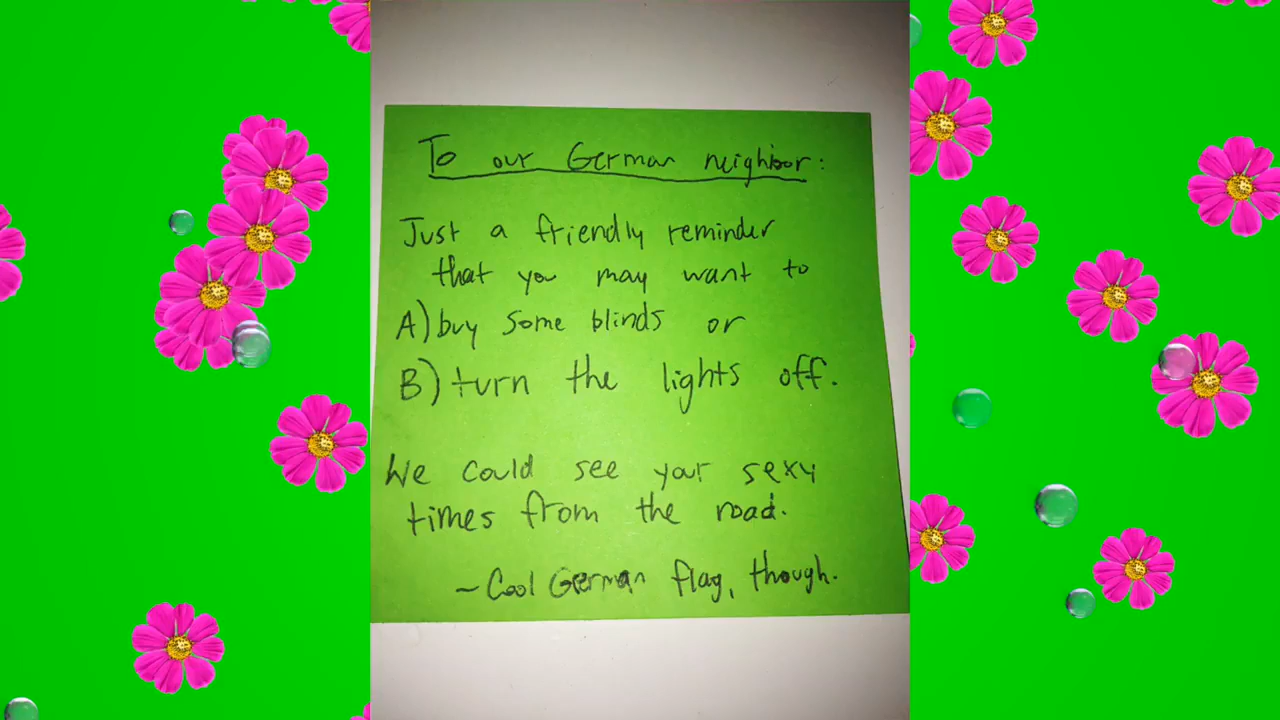 To our German neighbor:
Just a friendly reminder
that you may want to
A) buy some blinds or
B) turn the lights off.
We could see your sexy
times from the road.
~ Cool German flag, though.